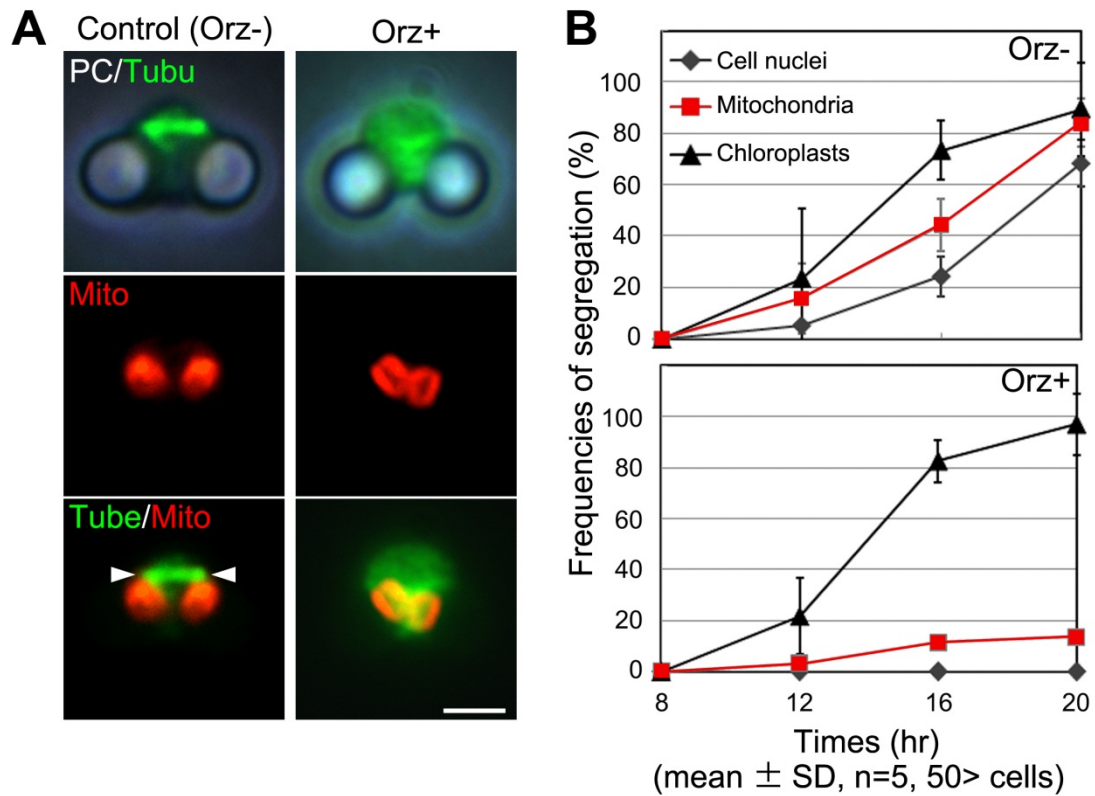 A
Control (Orz-)
Orz+
PC/Tubu
Mito
Tube/Mito
B
Orz-
Cell nuclei
Mitochondria
Chloroplasts
100
80
60
40
20
0
Orz+
100
80
60
40
20
0
8
12
16
20
Frequencies of segregation (%)
Times (hr)
(mean ± SD, n=5, 50> cells)